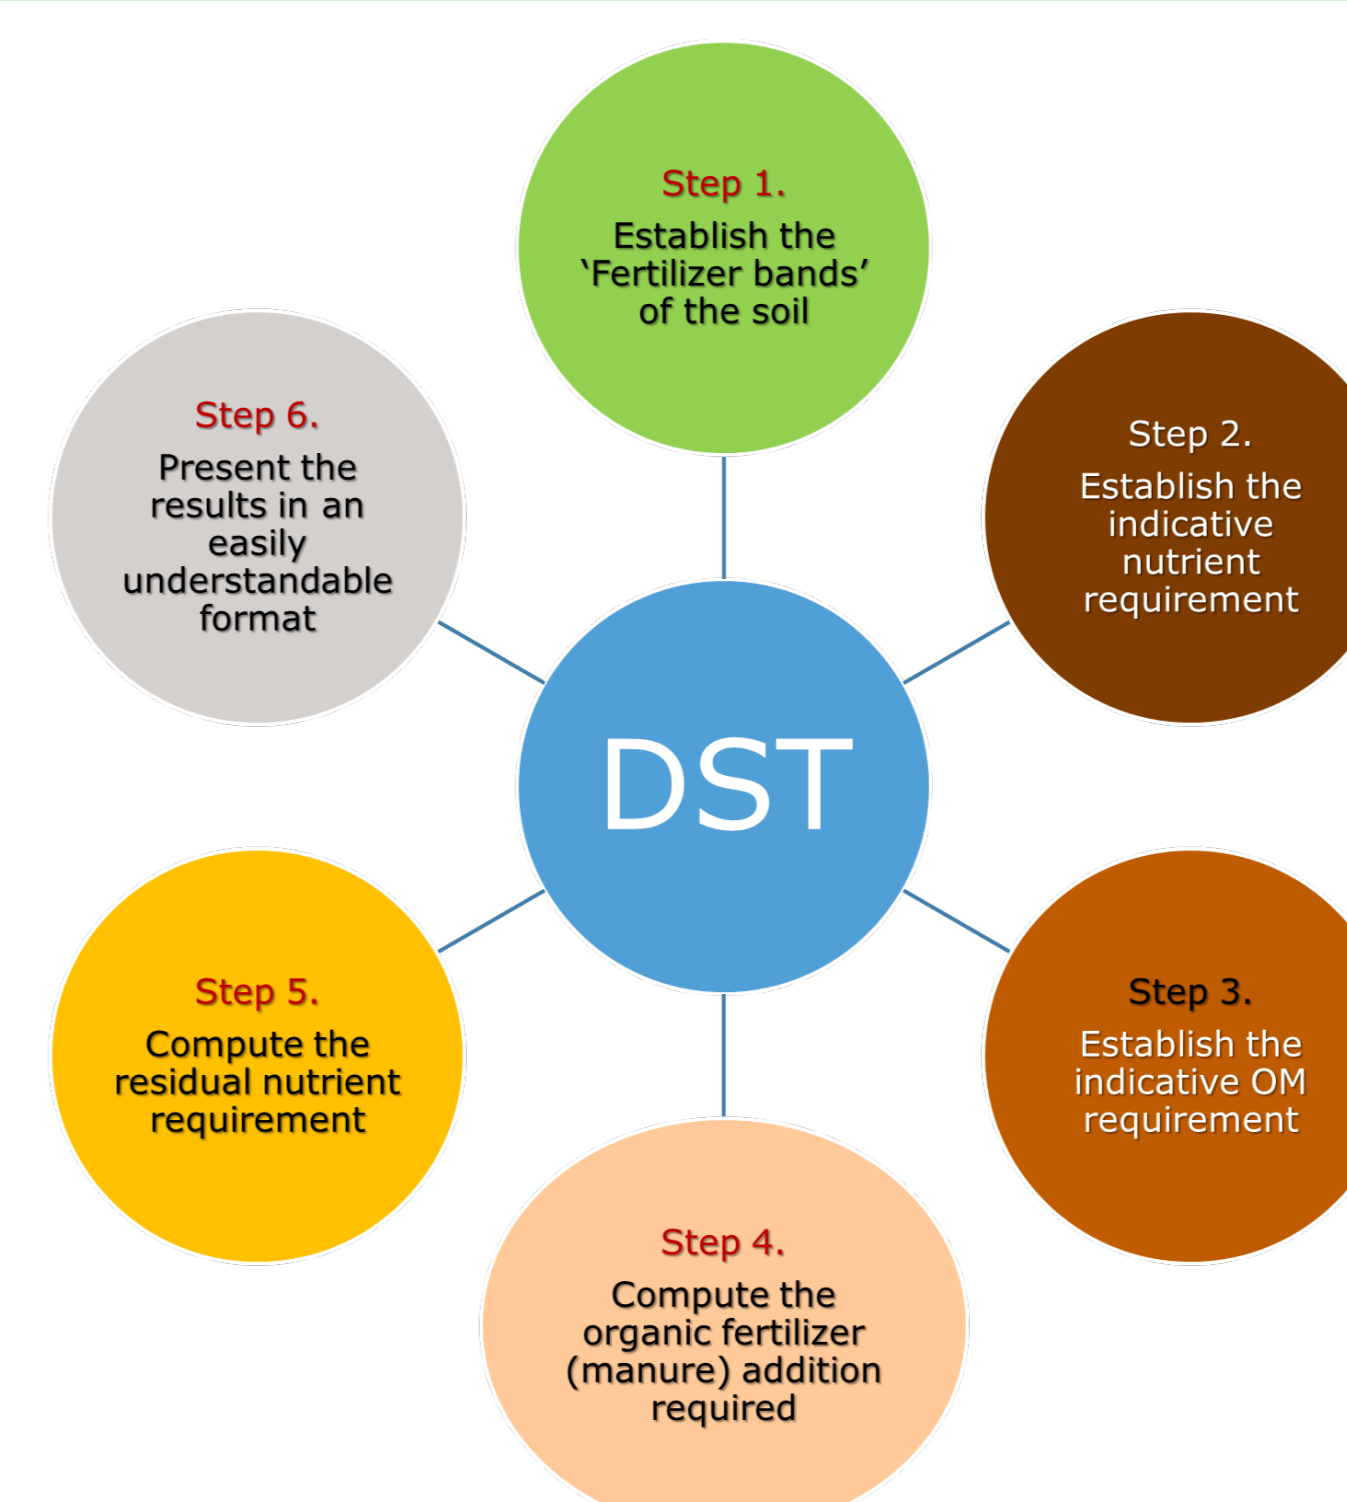 Step 1.
Establish the
‘Fertilizer bands’
of the soil
Step 2.
Establish the
indicative
nutrient
requirement
Step 3.
Establish the
indicative OM
requirement
Step 4.
Compute the
organic fertilizer
(manure) addition
required
Step 5.
Compute the
residual nutrient
requirement
Step 6.
Present the
results in an
easily
understandable
format
DST